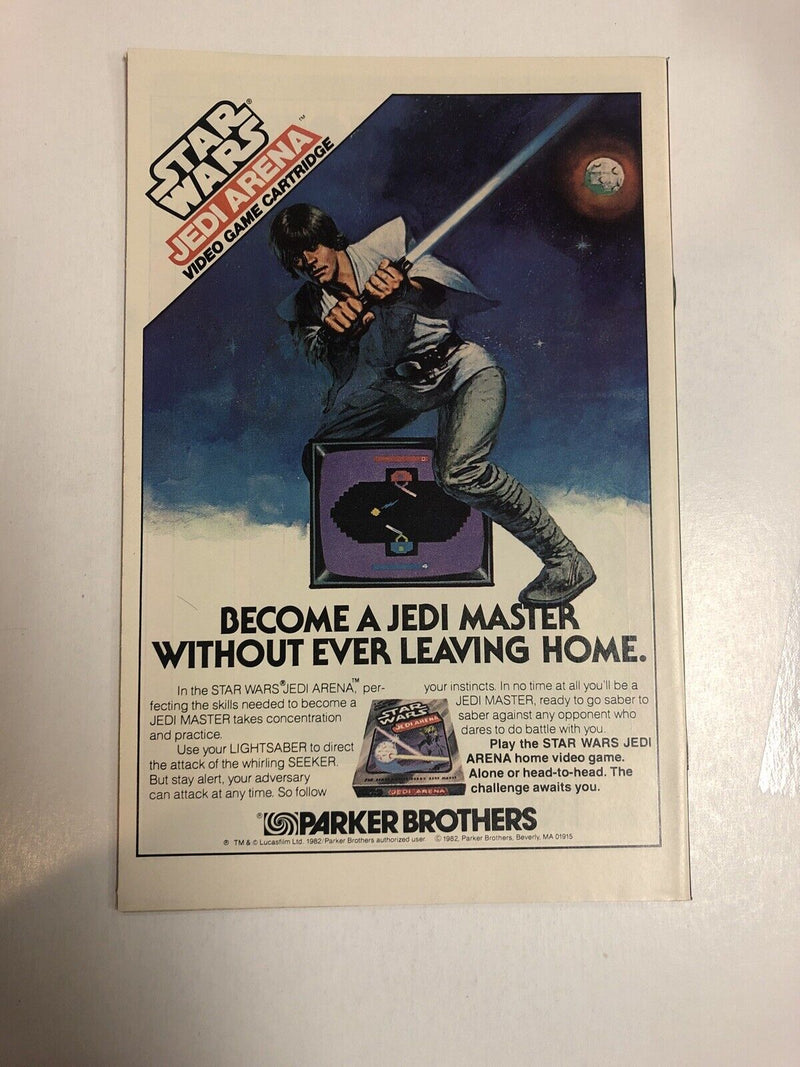 STAR
WARS®
JEDI ARENA™
VIDEO GAME CARTRIDGE
BECOME A JEDI MASTER
WITHOUT EVER LEAVING HOME.
In the STAR WARS® JEDI ARENA,™ per-
fecting the skills needed to become a
JEDI MASTER takes concentration
and practice.
Use your LIGHTSABER to direct
the attack of the whirling SEEKER.
But stay alert, your adversary
can attack at any time. So follow
your instincts. In no time at all you'll be a
JEDI MASTER, ready to go saber to
saber against any opponent who
dares to do battle with you.
Play the STAR WARS JEDI
ARENA home video game.
Alone or head-to-head. The
challenge awaits you.
STAR
WARS
JEDI ARENA
JEDI ARENA
® PARKER BROTHERS
® TM & © Lucasfilm Ltd. 1982 Parker Brothers authorized user. © 1982, Parker Brothers, Beverly, MA 01915